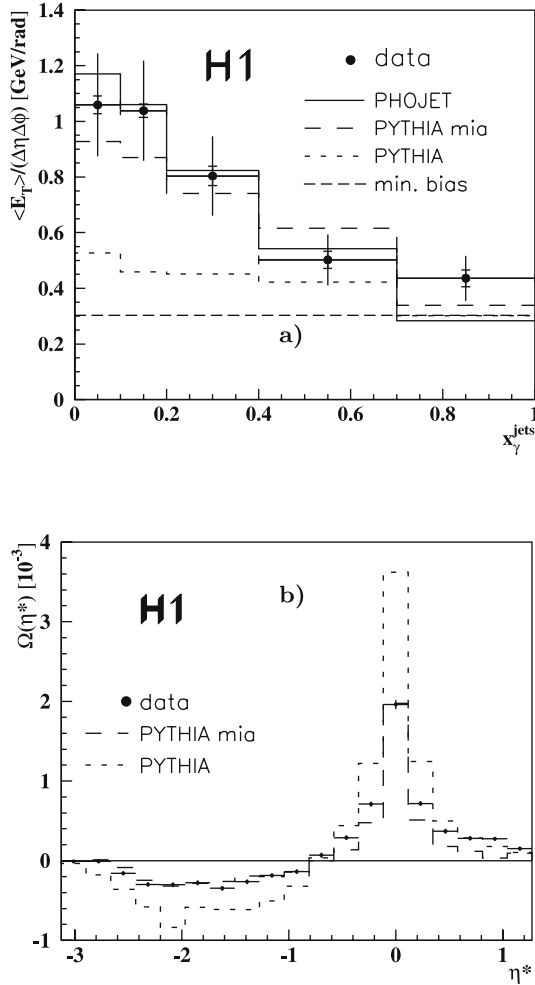 <E_T>/(ΔηΔϕ) [GeV/rad]
1.4
1.2
1
0.8
0.6
0.4
0.2
0
H1
data
PHOJET
PYTHIA mia
PYTHIA
min. bias
a)
0 0.2 0.4 0.6 0.8 1
x_γ^jets
Ω(η*) [10^-3]
4
3
2
1
0
-1
H1
b)
data
PYTHIA mia
PYTHIA
-3 -2 -1 0 1
η*